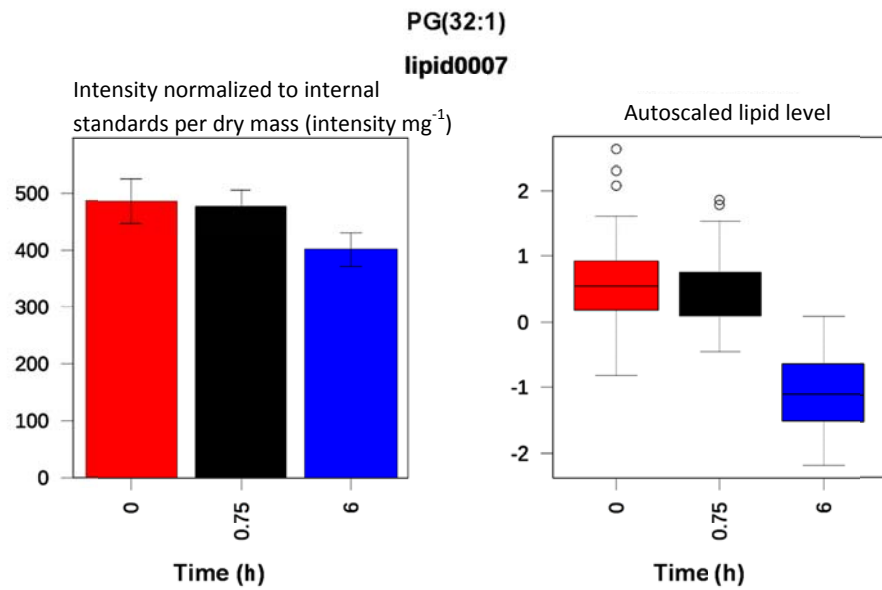 PG(32:1)
lipid0007
Intensity normalized to internal
standards per dry mass (intensity mg⁻¹)
500
400
300
200
100
0
0
0.75
6
Time (h)
Autoscaled lipid level
2
1
0
-1
-2
0
0.75
6
Time (h)